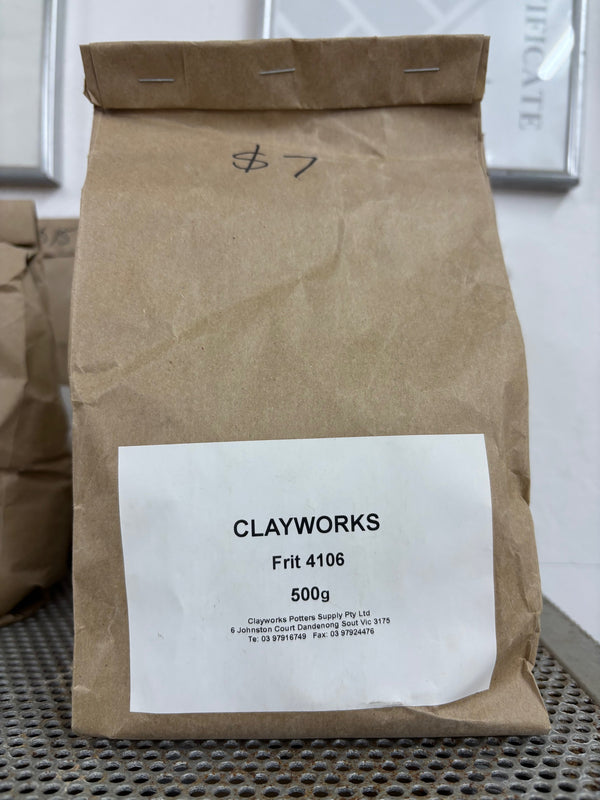 IFICATE
$7
CLAYWORKS
Frit 4106
500g
Clayworks Potters Supply Pty Ltd
6 Johnston Court Dandenong Sout Vic 3175
Te: 03 97916749 Fax: 03 97924476